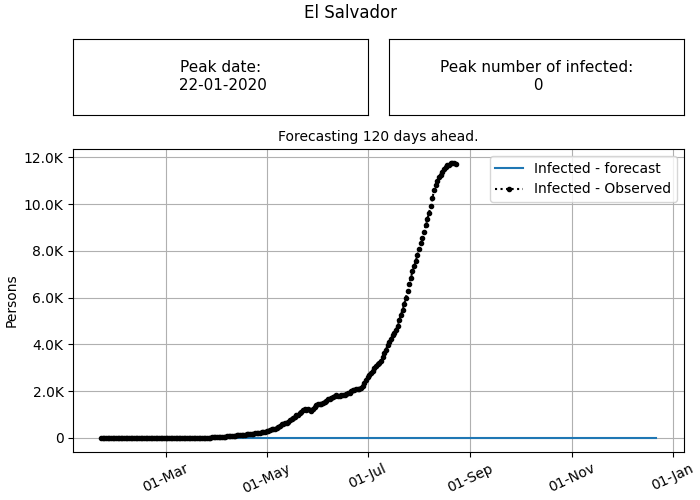 El Salvador
Peak date:
22-01-2020
Peak number of infected:
0
Forecasting 120 days ahead.
12.0K
10.0K
8.0K
6.0K
4.0K
2.0K
0
Persons
Infected - forecast
Infected - Observed
01-Mar
01-May
01-Jul
01-Sep
01-Nov
01-Jan